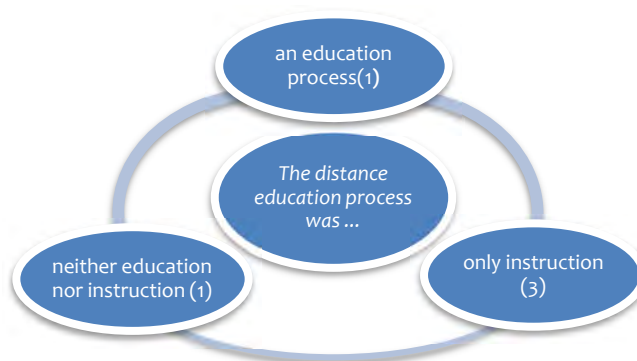 an education
process(1)
The distance
education process
was ...
neither education
nor instruction (1)
only instruction
(3)